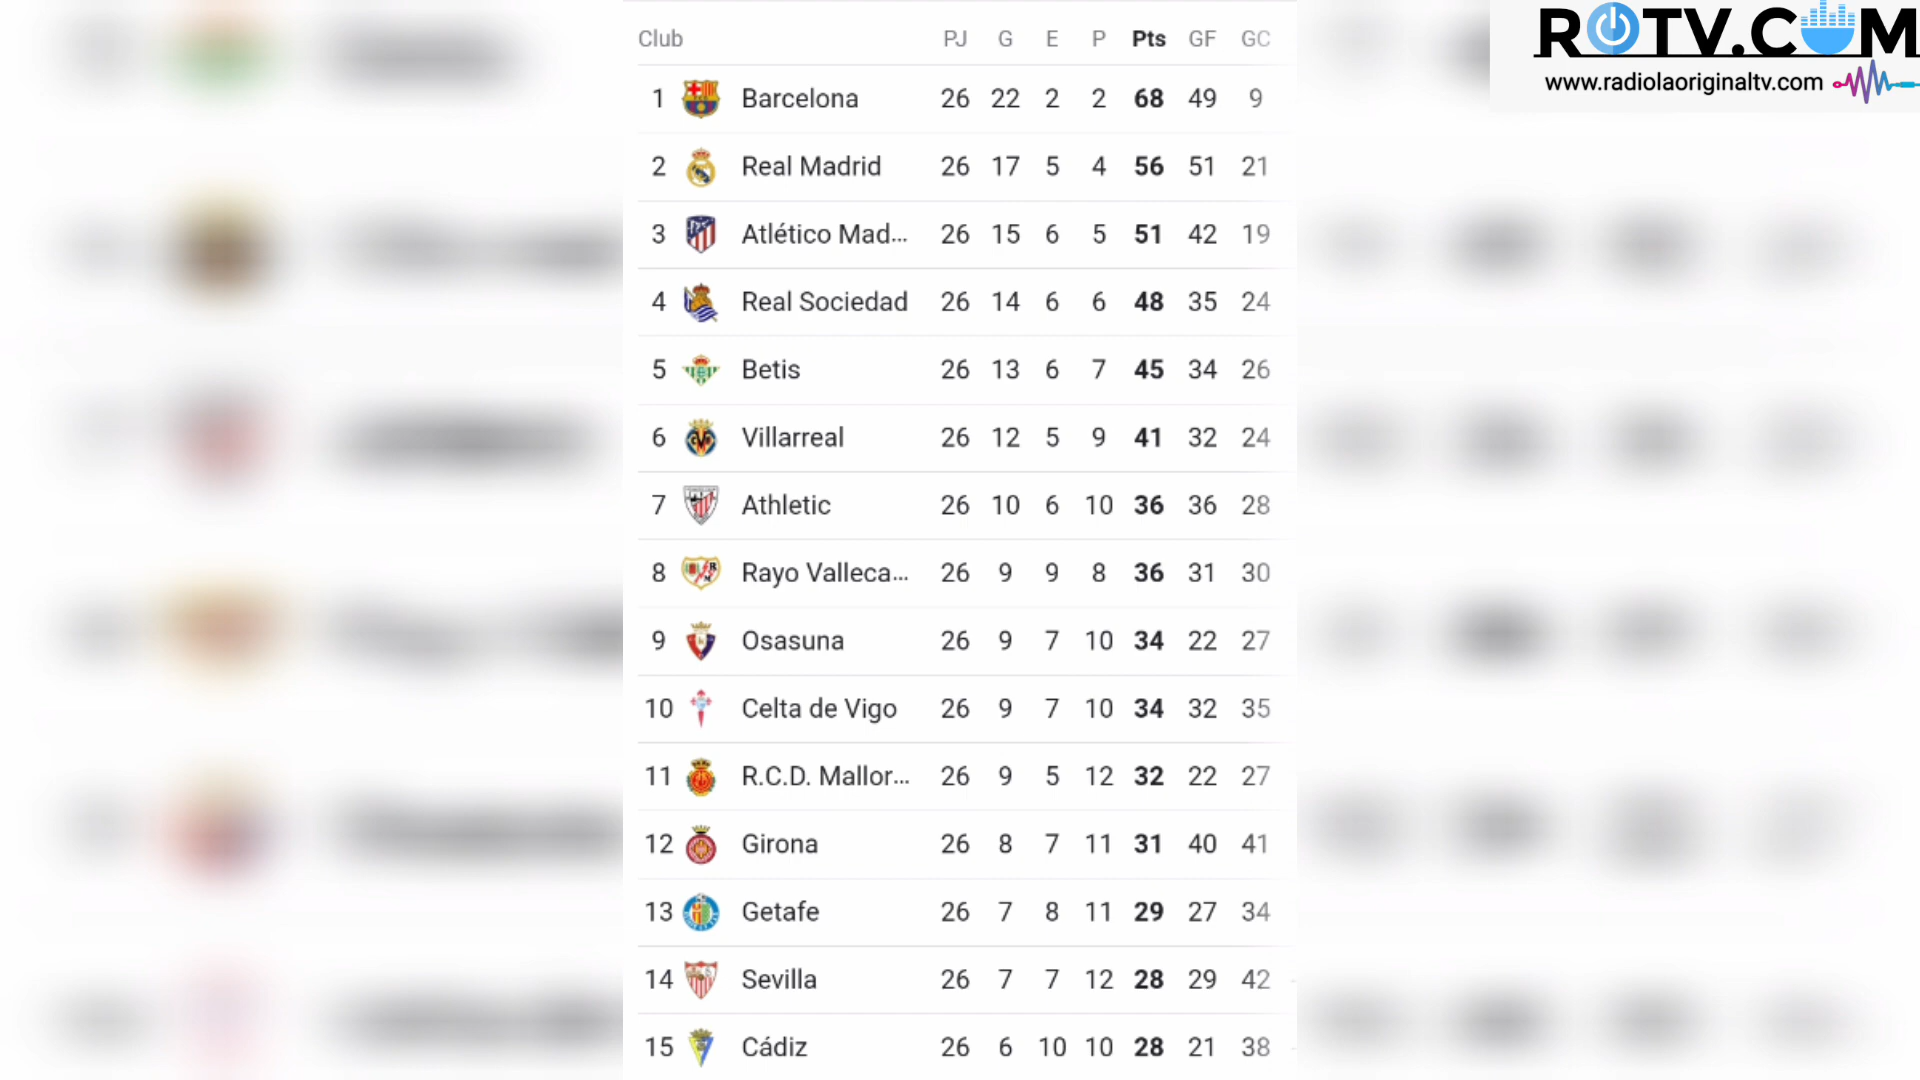 Club PJ G E P Pts GF GC
1 Barcelona 26 22 2 2 68 49 9
2 Real Madrid 26 17 5 4 56 51 21
3 Atlético Mad... 26 15 6 5 51 42 19
4 Real Sociedad 26 14 6 6 48 35 24
5 Betis 26 13 6 7 45 34 26
6 Villarreal 26 12 5 9 41 32 24
7 Athletic 26 10 6 10 36 36 28
8 Rayo Valleca... 26 9 9 8 36 31 30
9 Osasuna 26 9 7 10 34 22 27
10 Celta de Vigo 26 9 7 10 34 32 35
11 R.C.D. Mallor... 26 9 5 12 32 22 27
12 Girona 26 8 7 11 31 40 41
13 Getafe 26 7 8 11 29 27 34
14 Sevilla 26 7 7 12 28 29 42
15 Cádiz 26 6 10 10 28 21 38
ROTV.COM
www.radiolaoriginaltv.com